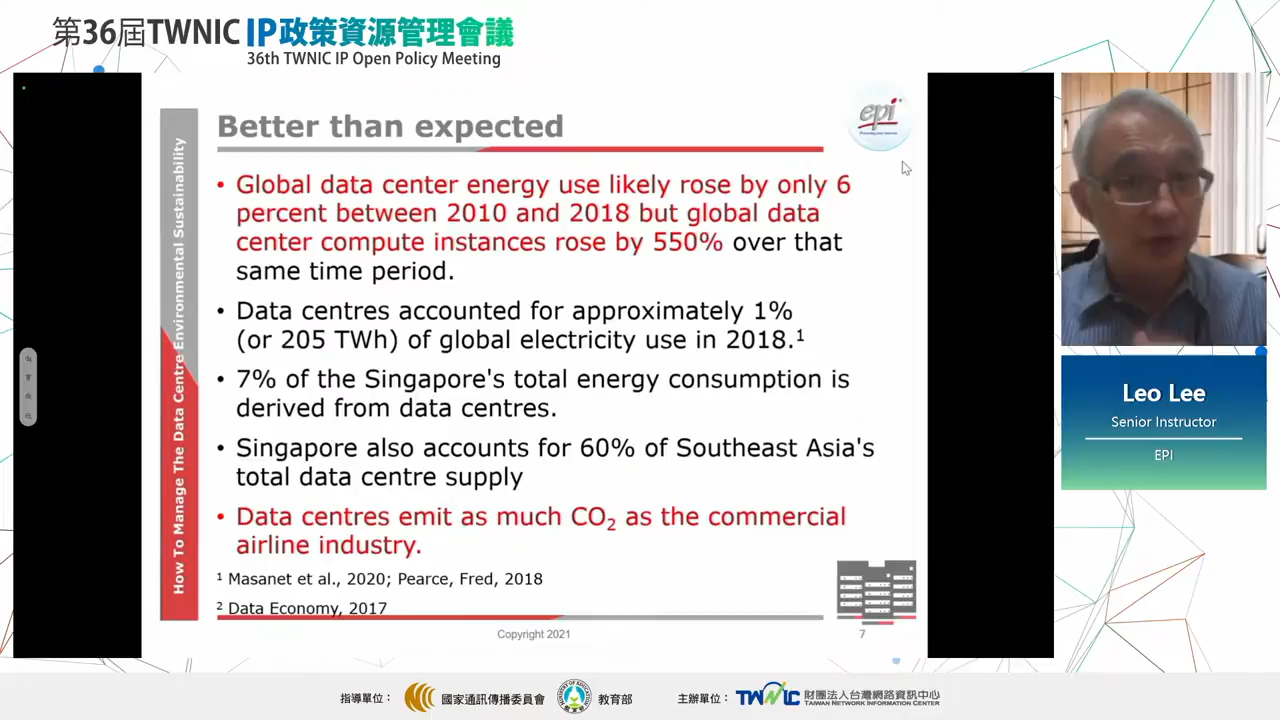 第36屆TWNIC IP政策資源管理會議
36th TWNIC IP Open Policy Meeting
How To Manage The Data Centre Environmental Sustainability
Better than expected
epi
• Global data center energy use likely rose by only 6
percent between 2010 and 2018 but global data
center compute instances rose by 550% over that
same time period.
• Data centres accounted for approximately 1%
(or 205 TWh) of global electricity use in 2018.¹
• 7% of the Singapore's total energy consumption is
derived from data centres.
• Singapore also accounts for 60% of Southeast Asia's
total data centre supply
• Data centres emit as much CO₂ as the commercial
airline industry.
¹ Masanet et al., 2020; Pearce, Fred, 2018
² Data Economy, 2017
Copyright 2021
7
Leo Lee
Senior Instructor
EPI
指導單位：
國家通訊傳播委員會
教育部
主辦單位：
TWNIC
財團法人台灣網路資訊中心
TAIWAN NETWORK INFORMATION CENTER